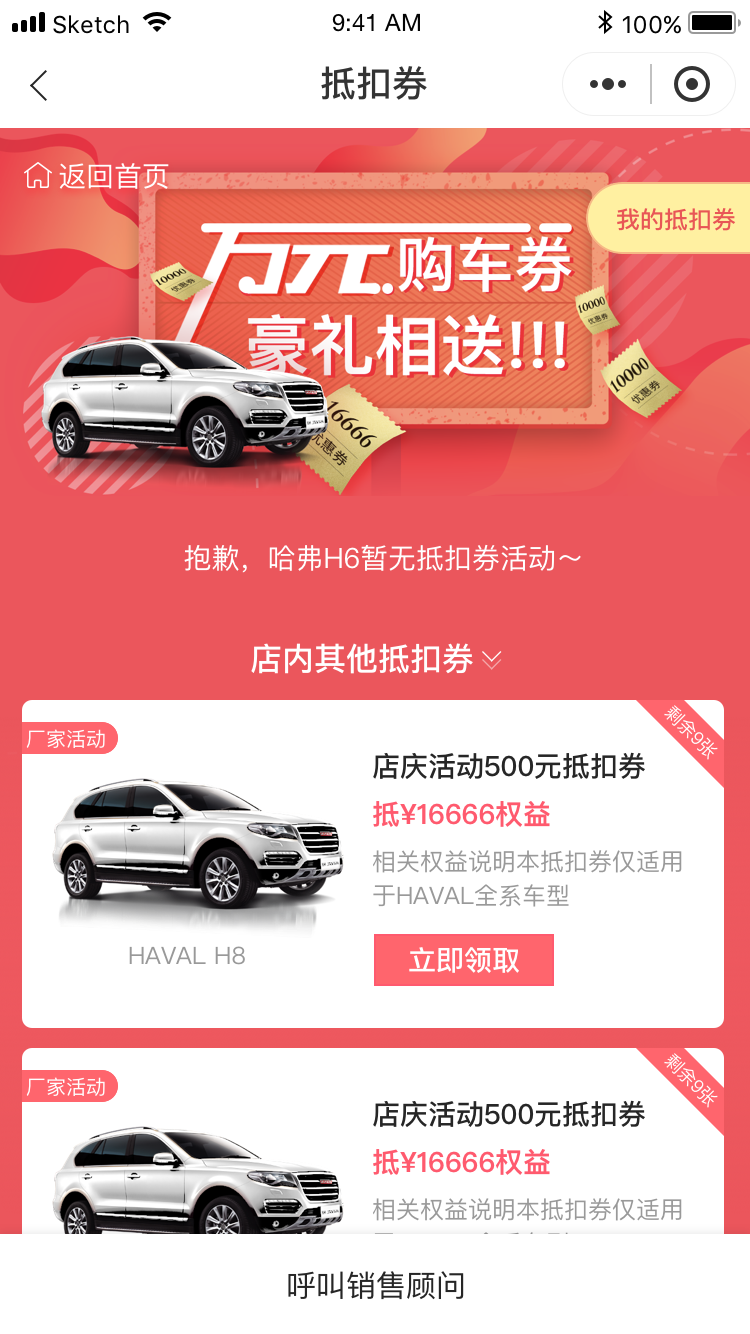 Sketch
9:41 AM
100%
抵扣券
返回首页
我的抵扣券
万元购车券
豪礼相送!!!
10000
优惠券
10000
优惠券
10000
优惠券
16666
优惠券
抱歉，哈弗H6暂无抵扣券活动～
店内其他抵扣券
厂家活动
剩余9张
店庆活动500元抵扣券
抵¥16666权益
相关权益说明本抵扣券仅适用
于HAVAL全系车型
HAVAL H8
立即领取
厂家活动
剩余9张
店庆活动500元抵扣券
抵¥16666权益
相关权益说明本抵扣券仅适用
呼叫销售顾问